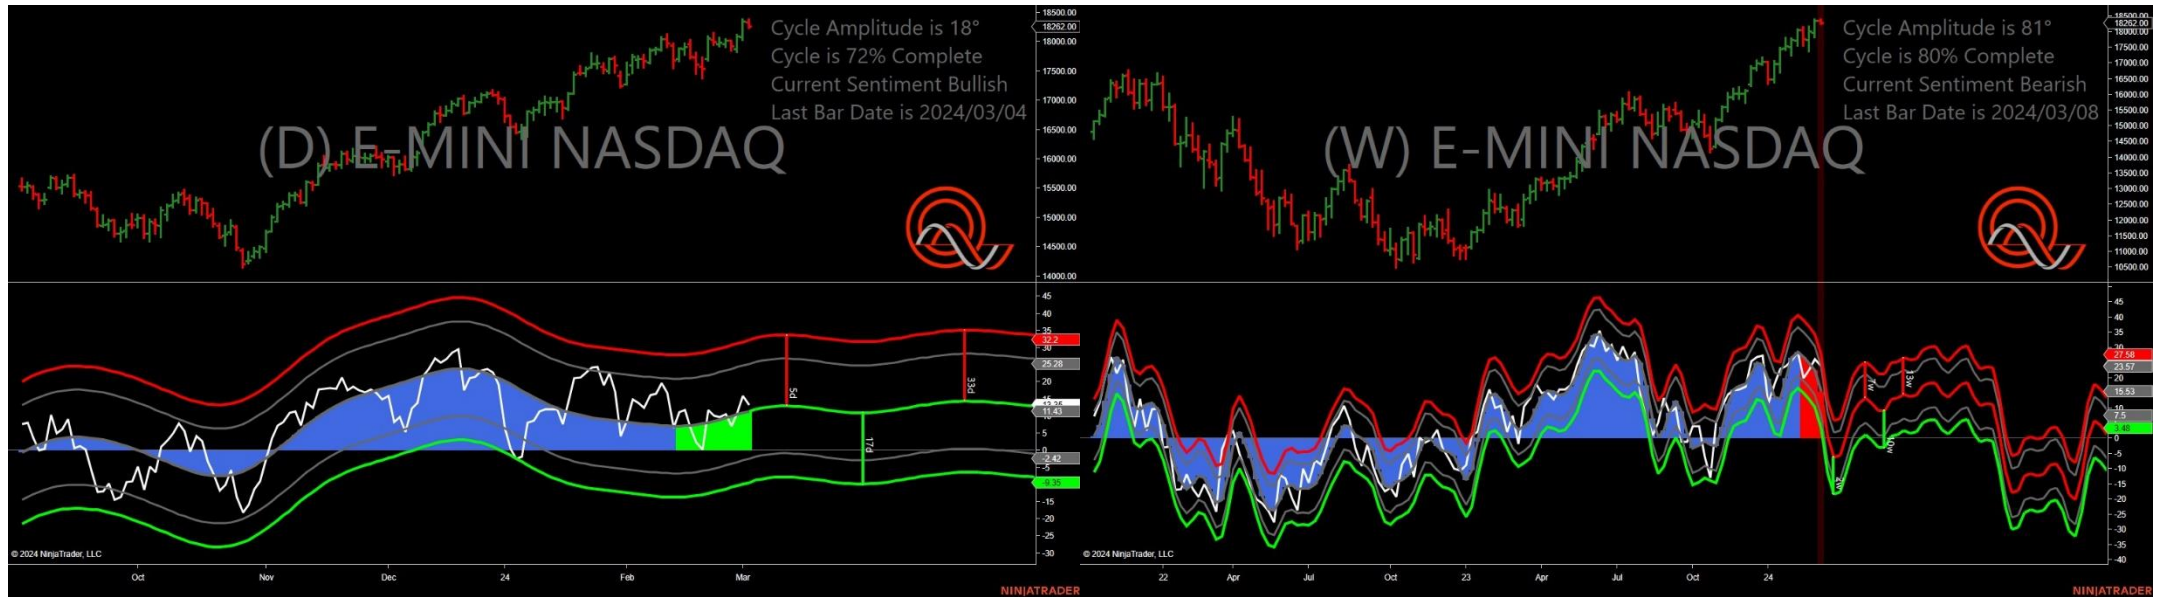 Cycle Amplitude is 18°
Cycle is 72% Complete
Current Sentiment Bullish
Last Bar Date is 2024/03/04
(D) E-MINI NASDAQ
18500.00
18262.00
18000.00
17500.00
17000.00
16500.00
16000.00
15500.00
15000.00
14500.00
14000.00
45
40
35
32.2
30
25.28
20
15
11.43
5
0
-2.42
-5
-9.35
-15
-20
-25
-30
5d
17d
33d
© 2024 NinjaTrader, LLC
Oct
Nov
Dec
24
Feb
Mar
NINJATRADER
Cycle Amplitude is 81°
Cycle is 80% Complete
Current Sentiment Bearish
Last Bar Date is 2024/03/08
(W) E-MINI NASDAQ
18500.00
18262.00
18000.00
17500.00
17000.00
16500.00
16000.00
15500.00
15000.00
14500.00
14000.00
13500.00
13000.00
12500.00
12000.00
11500.00
11000.00
10500.00
45
40
35
30
27.58
23.57
20
15.53
10
7.5
3.48
0
-5
-10
-15
-20
-25
-30
-35
-40
7w
13w
10w
© 2024 NinjaTrader, LLC
22
Apr
Jul
Oct
23
Apr
Jul
Oct
24
NINJATRADER